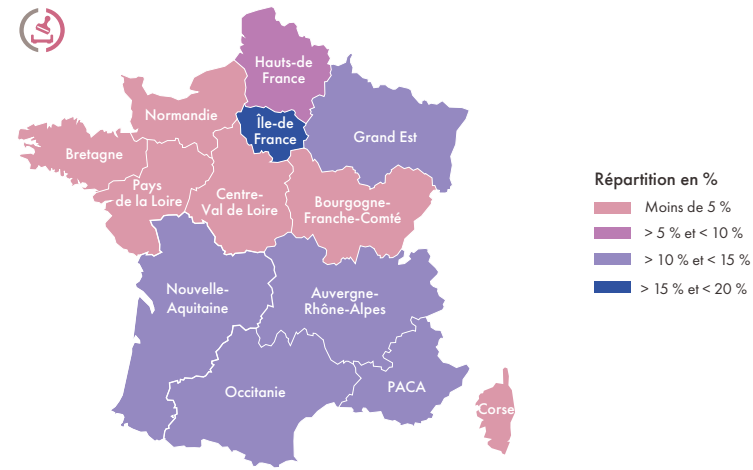 Hauts-de
France
Normandie
Île-de
France
Grand Est
Bretagne
Pays
de la Loire
Centre-
Val de Loire
Bourgogne-
Franche-Comté
Nouvelle-
Aquitaine
Auvergne-
Rhône-Alpes
Occitanie
PACA
Corse
Répartition en %
Moins de 5 %
> 5 % et < 10 %
> 10 % et < 15 %
> 15 % et < 20 %